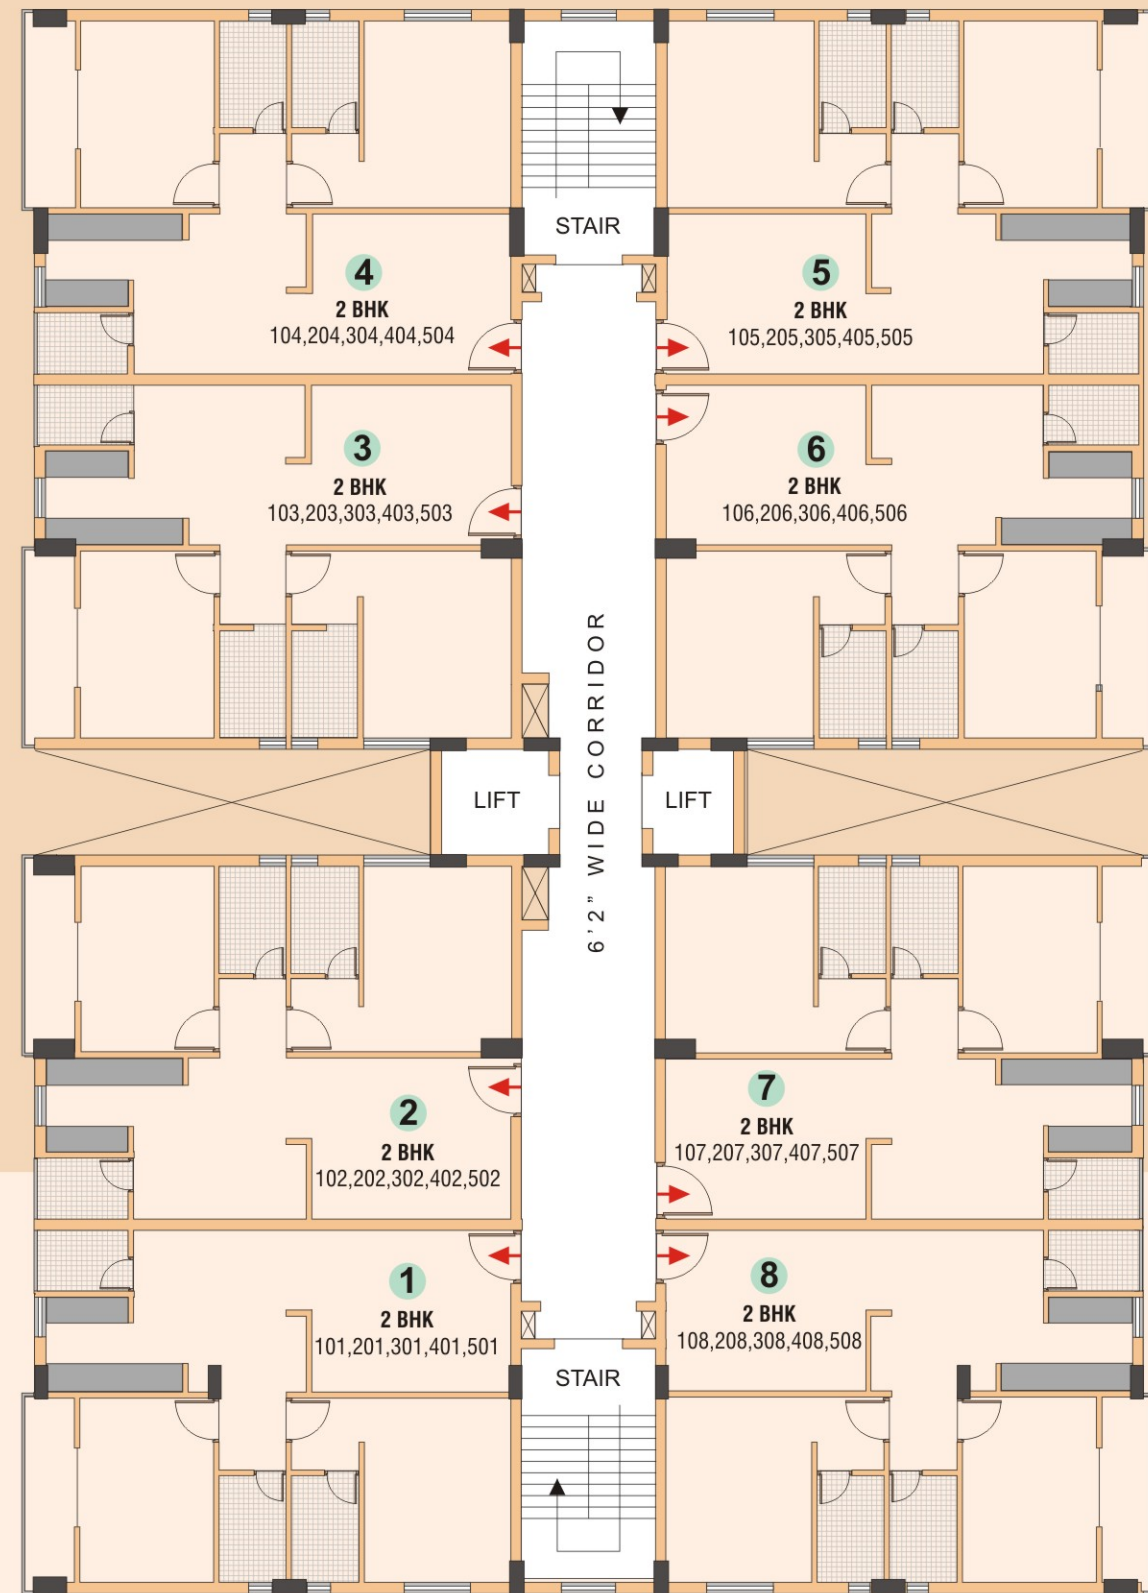 STAIR
4
2 BHK
104,204,304,404,504
5
2 BHK
105,205,305,405,505
3
2 BHK
103,203,303,403,503
6
2 BHK
106,206,306,406,506
6'2" WIDE CORRIDOR
LIFT
LIFT
2
2 BHK
102,202,302,402,502
7
2 BHK
107,207,307,407,507
1
2 BHK
101,201,301,401,501
8
2 BHK
108,208,308,408,508
STAIR